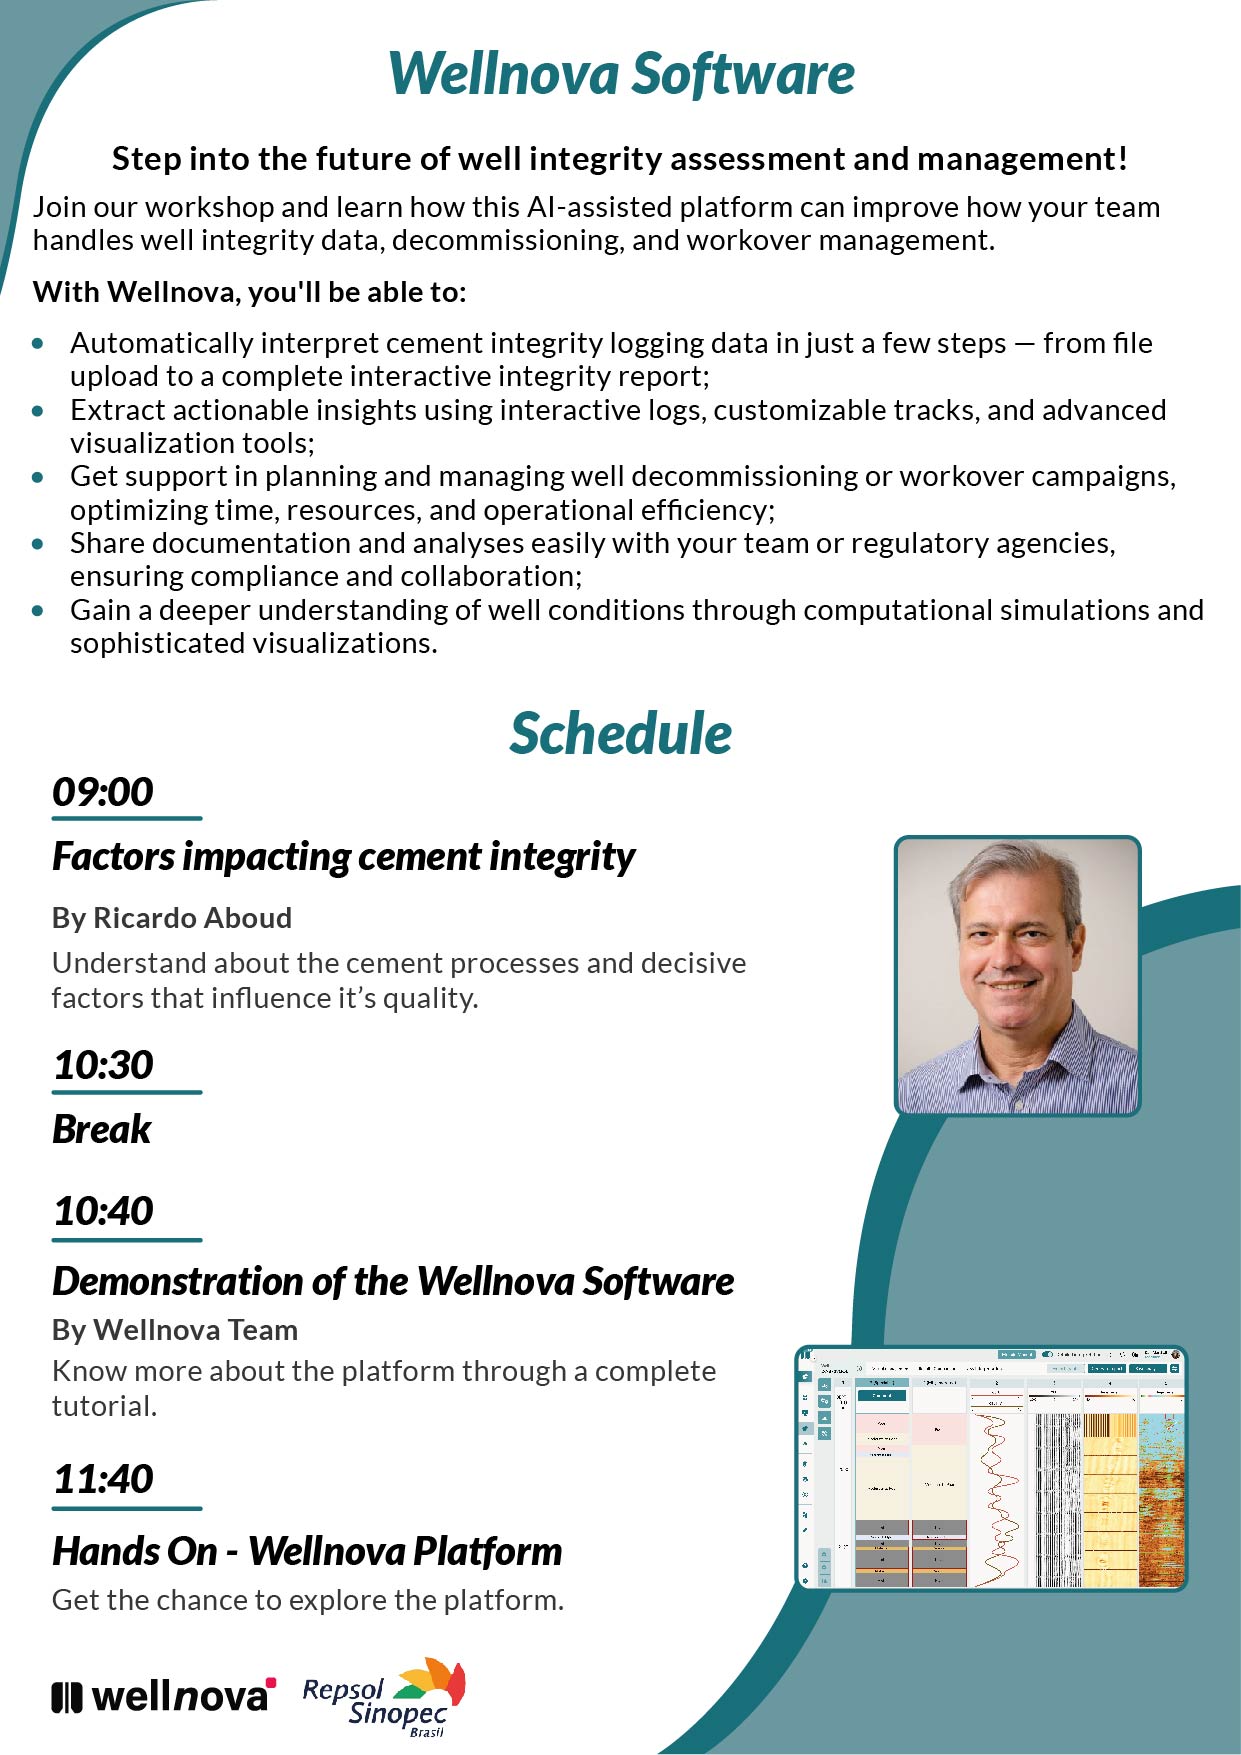 Wellnova Software
Step into the future of well integrity assessment and management!
Join our workshop and learn how this AI-assisted platform can improve how your team
handles well integrity data, decommissioning, and workover management.
With Wellnova, you'll be able to:
• Automatically interpret cement integrity logging data in just a few steps — from file
upload to a complete interactive integrity report;
• Extract actionable insights using interactive logs, customizable tracks, and advanced
visualization tools;
• Get support in planning and managing well decommissioning or workover campaigns,
optimizing time, resources, and operational efficiency;
• Share documentation and analyses easily with your team or regulatory agencies,
ensuring compliance and collaboration;
• Gain a deeper understanding of well conditions through computational simulations and
sophisticated visualizations.
Schedule
09:00
Factors impacting cement integrity
By Ricardo Aboud
Understand about the cement processes and decisive
factors that influence it’s quality.
10:30
Break
10:40
Demonstration of the Wellnova Software
By Wellnova Team
Know more about the platform through a complete
tutorial.
11:40
Hands On - Wellnova Platform
Get the chance to explore the platform.
wellnova
Repsol
Sinopec
Brasil